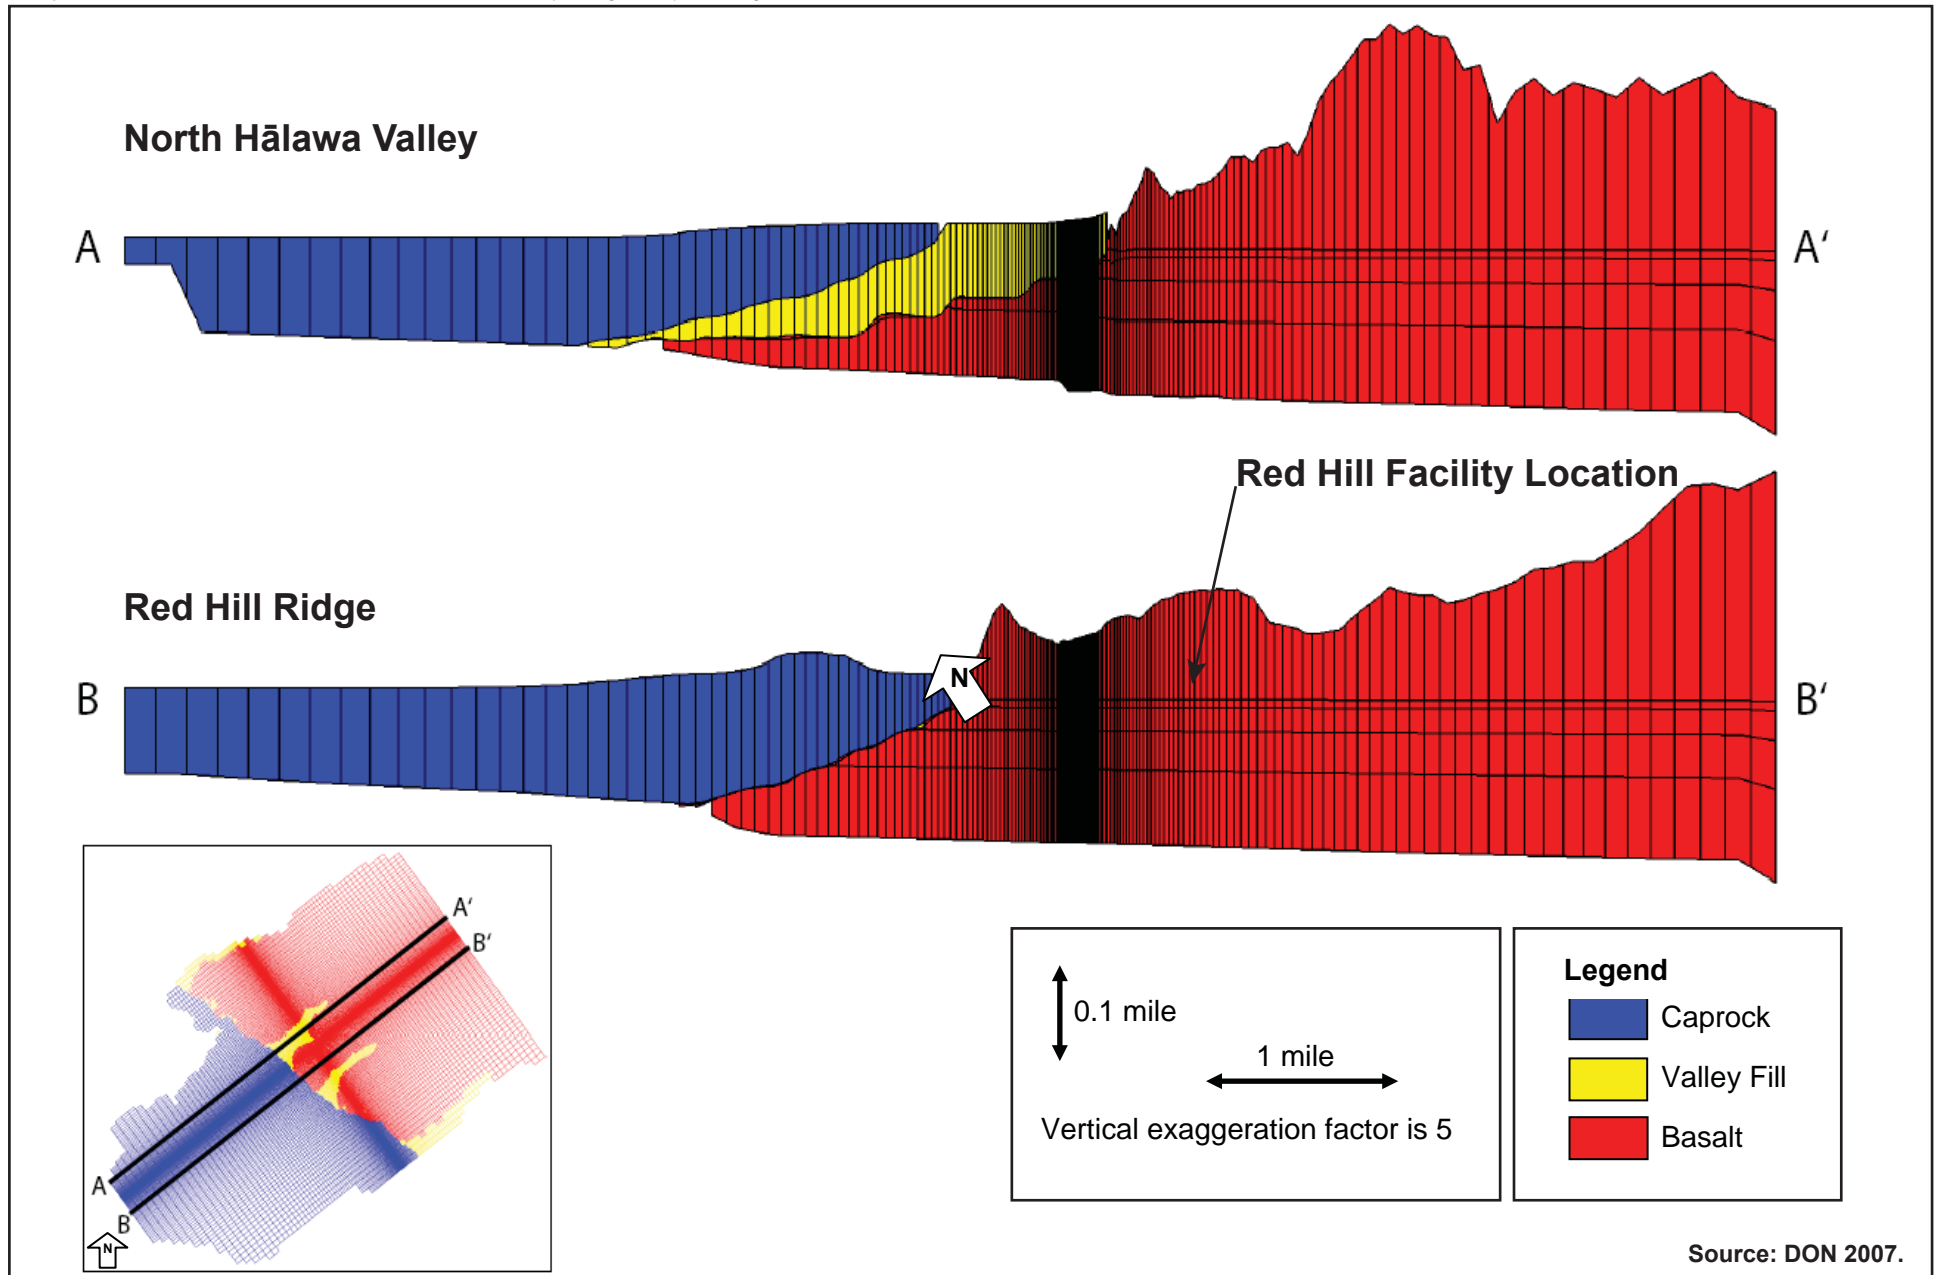 North Hālawa Valley
A
A'
Red Hill Facility Location
Red Hill Ridge
N
B
B'
A'
B'
A
B
N
0.1 mile
1 mile
Vertical exaggeration factor is 5
Legend
Caprock
Valley Fill
Basalt
Source: DON 2007.